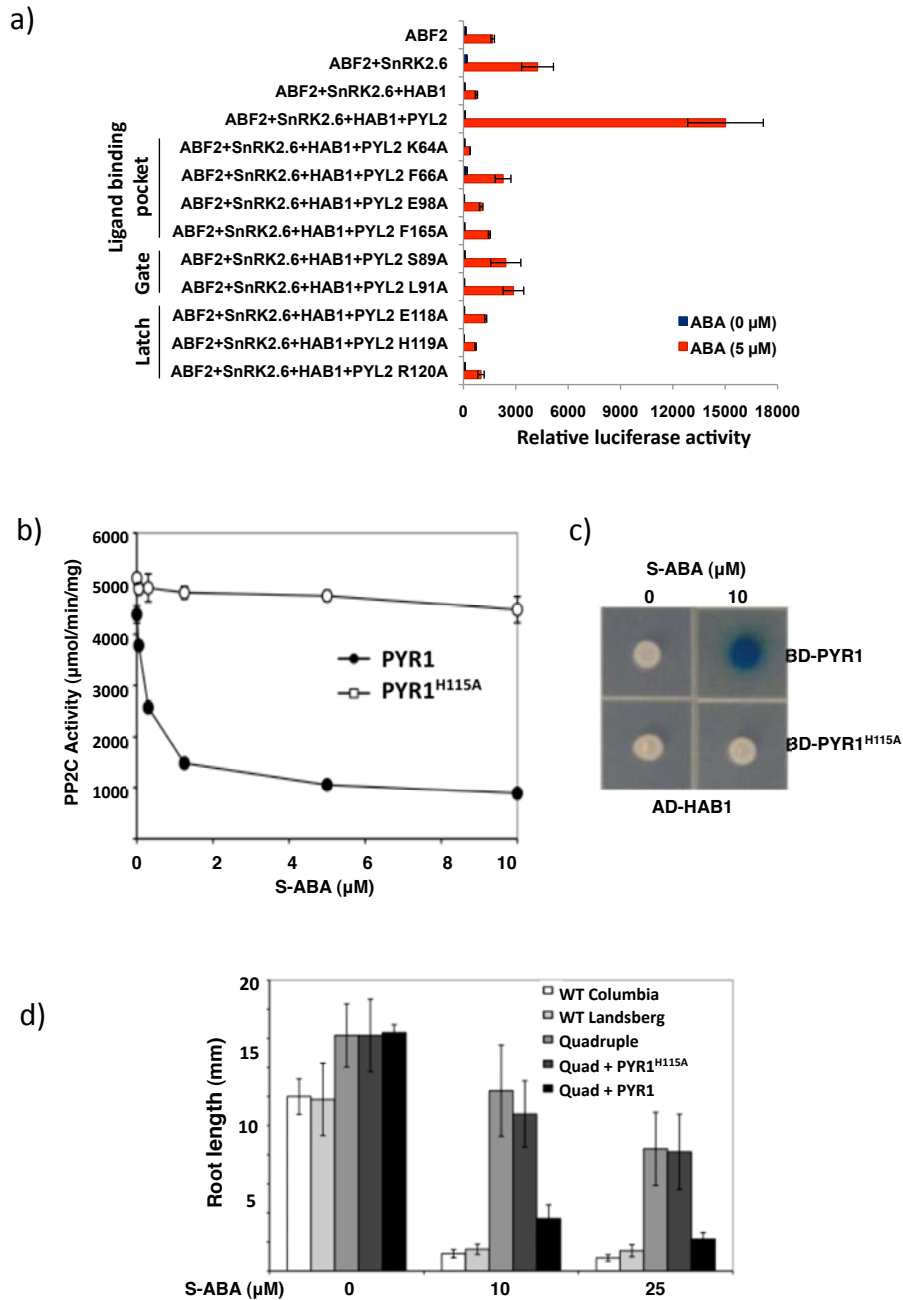 a)
ABF2
ABF2+SnRK2.6
ABF2+SnRK2.6+HAB1
ABF2+SnRK2.6+HAB1+PYL2
ABF2+SnRK2.6+HAB1+PYL2 K64A
ABF2+SnRK2.6+HAB1+PYL2 F66A
ABF2+SnRK2.6+HAB1+PYL2 E98A
ABF2+SnRK2.6+HAB1+PYL2 F165A
ABF2+SnRK2.6+HAB1+PYL2 S89A
ABF2+SnRK2.6+HAB1+PYL2 L91A
ABF2+SnRK2.6+HAB1+PYL2 E118A
ABF2+SnRK2.6+HAB1+PYL2 H119A
ABF2+SnRK2.6+HAB1+PYL2 R120A
Ligand binding
pocket
Gate
Latch
ABA (0 µM)
ABA (5 µM)
0 3000 6000 9000 12000 15000 18000
Relative luciferase activity
b)
6000
5000
4000
3000
2000
1000
PP2C Activity (µmol/min/mg)
PYR1
PYR1H115A
0 2 4 6 8 10
S-ABA (µM)
c)
S-ABA (µM)
0 10
BD-PYR1
BD-PYR1H115A
AD-HAB1
d)
20
15
10
5
Root length (mm)
WT Columbia
WT Landsberg
Quadruple
Quad + PYR1H115A
Quad + PYR1
S-ABA (µM) 0 10 25